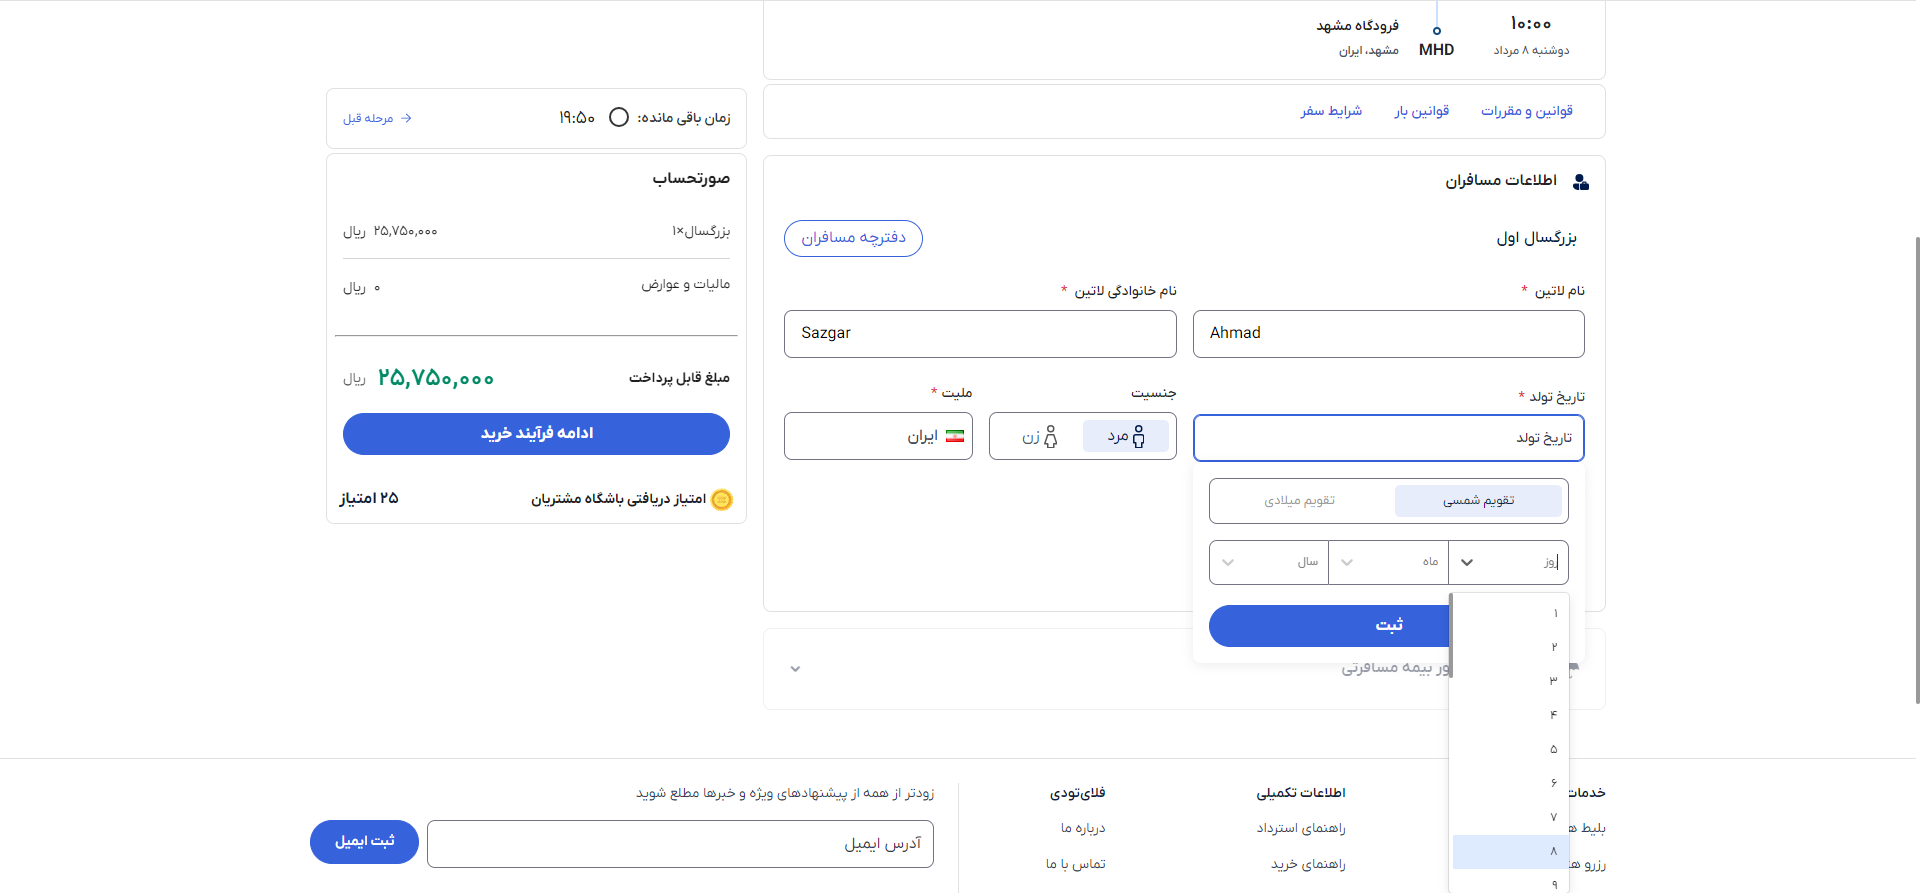 ۱۰:۰۰
دوشنبه ۸ مرداد
MHD
فرودگاه مشهد
مشهد، ایران
قوانین و مقررات
قوانین بار
شرایط سفر
اطلاعات مسافران
بزرگسال اول
دفترچه مسافران
نام لاتین *
نام خانوادگی لاتین *
Ahmad
Sazgar
تاریخ تولد *
جنسیت
ملیت *
تاریخ تولد
مرد
زن
ایران
تقویم شمسی
تقویم میلادی
روز
ماه
سال
ثبت
۱
۲
۳
۴
۵
۶
۷
۸
۹
بیمه مسافرتی
زمان باقی مانده:
۱۹:۵۰
مرحله قبل
صورتحساب
بزرگسال×۱
۲۵,۷۵۰,۰۰۰ ریال
مالیات و عوارض
۰ ریال
مبلغ قابل پرداخت
۲۵,۷۵۰,۰۰۰ ریال
ادامه فرآیند خرید
امتیاز دریافتی باشگاه مشتریان
۲۵ امتیاز
خدمات
بلیط
رزرو
اطلاعات تکمیلی
راهنمای استرداد
راهنمای خرید
فلای‌تودی
درباره ما
تماس با ما
زودتر از همه از پیشنهادهای ویژه و خبرها مطلع شوید
آدرس ایمیل
ثبت ایمیل